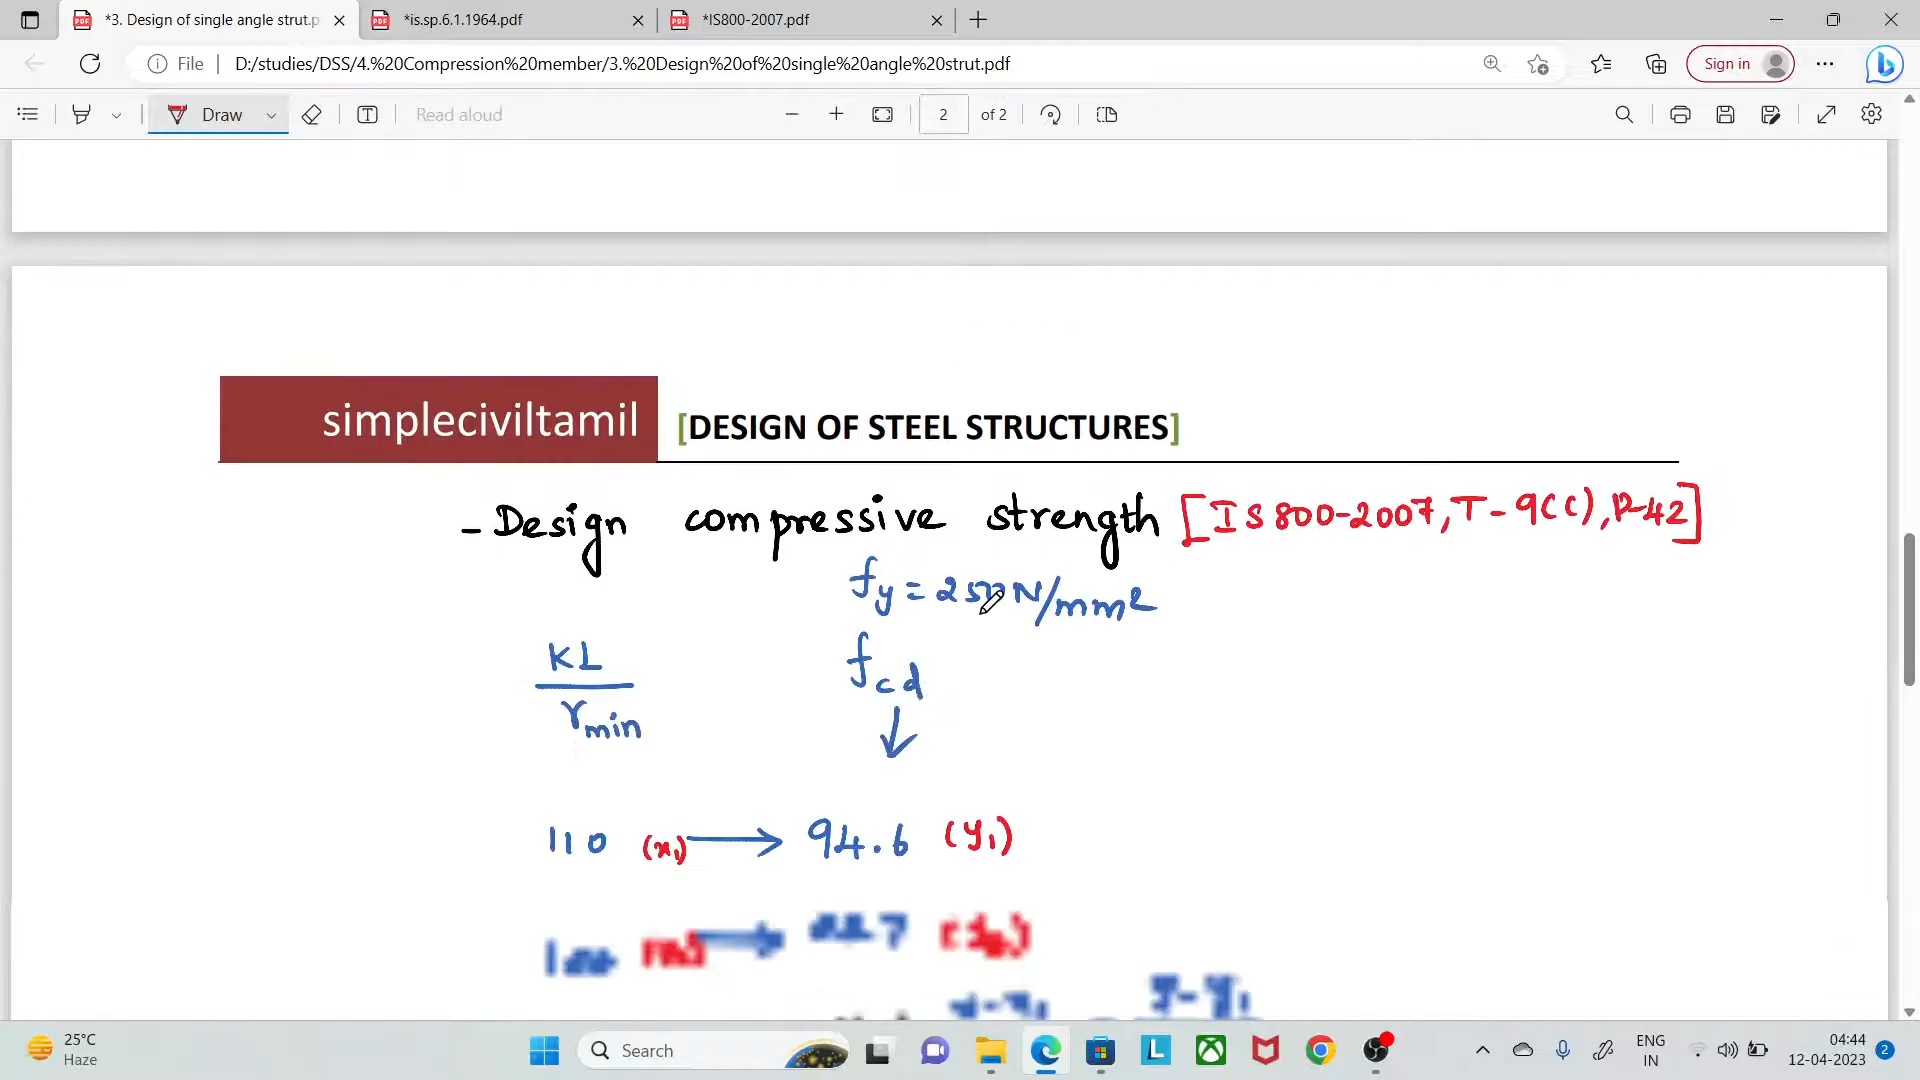 *3. Design of single angle strut.p
*is.sp.6.1.1964.pdf
*IS800-2007.pdf
File
D:/studies/DSS/4.%20Compression%20member/3.%20Design%20of%20single%20angle%20strut.pdf
Sign in
Draw
Read aloud
2 of 2
simpleciviltamil [DESIGN OF STEEL STRUCTURES]
- Design compressive strength [IS800-2007, T-9(C), P-42]
fy = 250N/mm2
KL
rmin
fcd
110 (x1) → 94.6 (y1)
25°C
Haze
Search
ENG
IN
04:44
12-04-2023
2